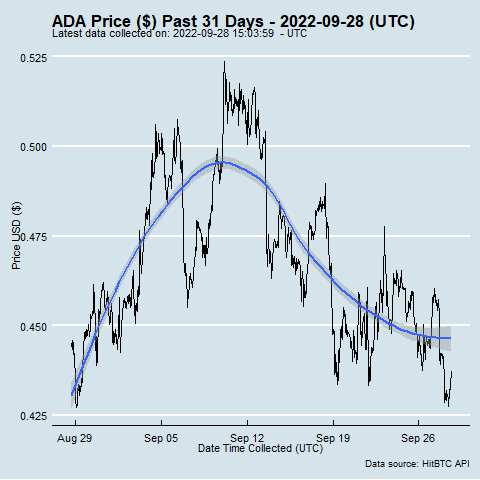 ADA Price ($) Past 31 Days - 2022-09-28 (UTC)
Latest data collected on: 2022-09-28 15:03:59  - UTC
0.525
0.500
0.475
0.450
0.425
Price USD ($)
Aug 29 Sep 05 Sep 12 Sep 19 Sep 26
Date Time Collected (UTC)
Data source: HitBTC API